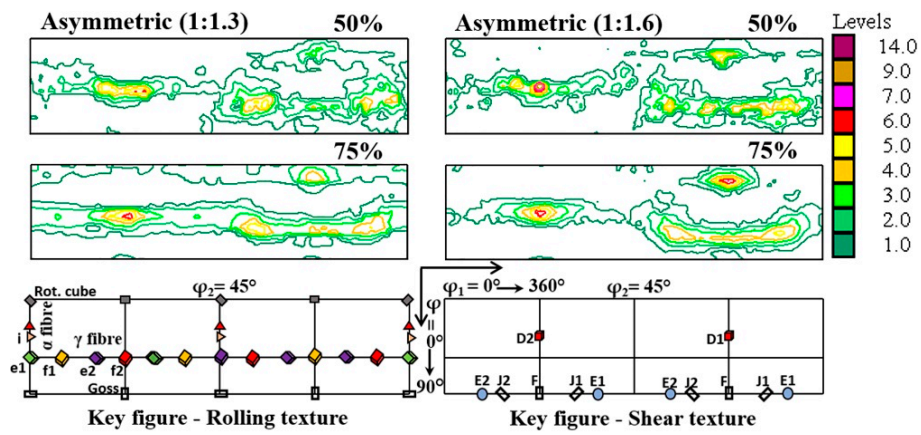 Asymmetric (1:1.3) 50%
Asymmetric (1:1.6) 50%
Levels
14.0
9.0
7.0
6.0
5.0
4.0
3.0
2.0
1.0
75%
75%
Rot. cube
φ₂= 45°
α fibre
i
γ fibre
e1 f1 e2 f2
Goss
Key figure - Rolling texture
φ₁ = 0° → 360° φ₂= 45°
φ = 0° → 90°
D2 D1
E2 J2 F J1 E1 E2 J2 F J1 E1
Key figure - Shear texture